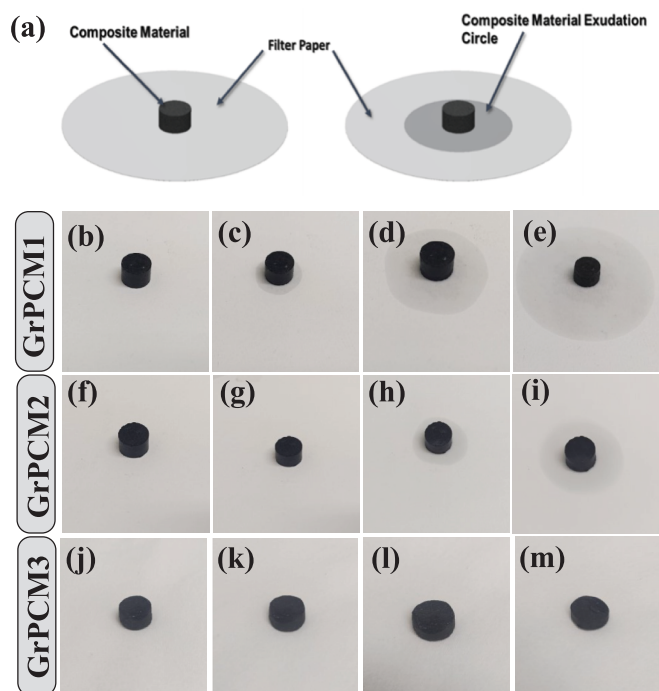 (a)
Composite Material
Filter Paper
Composite Material Exudation
Circle
GrPCM1
(b)
(c)
(d)
(e)
GrPCM2
(f)
(g)
(h)
(i)
GrPCM3
(j)
(k)
(l)
(m)